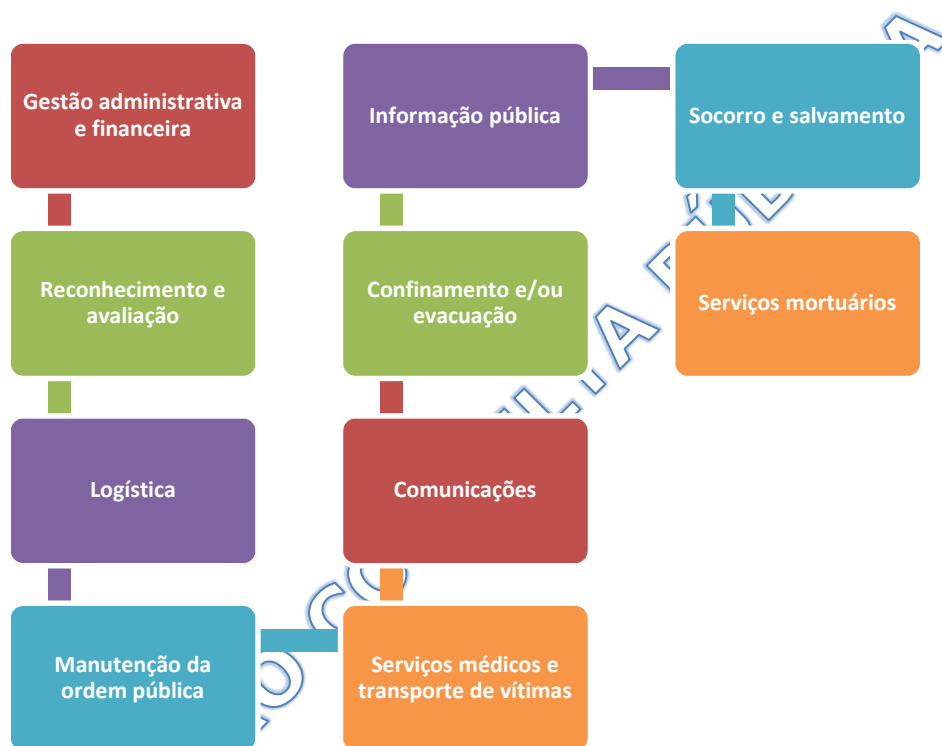 Gestão administrativa
e financeira
Reconhecimento e
avaliação
Logística
Manutenção da
ordem pública
Serviços médicos e
transporte de vítimas
Comunicações
Confinamento e/ou
evacuação
Informação pública
Socorro e salvamento
Serviços mortuários